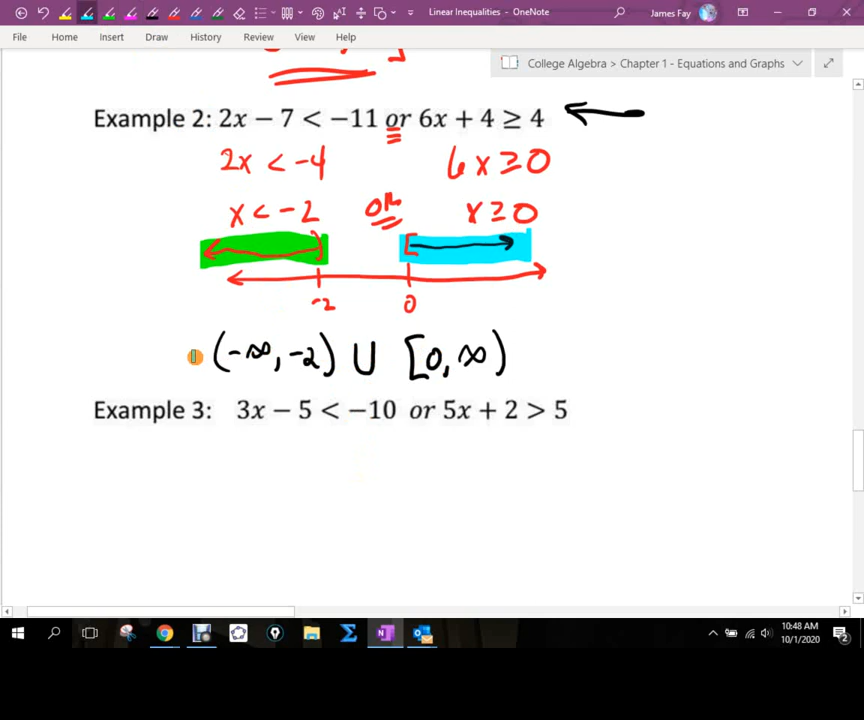 Linear Inequalities - OneNote
James Fay
File Home Insert Draw History Review View Help
College Algebra > Chapter 1 - Equations and Graphs
Example 2: 2x − 7 < −11 or 6x + 4 ≥ 4
2x < -4 6x ≥ 0
x < -2 OR x ≥ 0
) [
-2 0
(-∞, -2) ∪ [0, ∞)
Example 3: 3x − 5 < −10 or 5x + 2 > 5
10:48 AM
10/1/2020
2